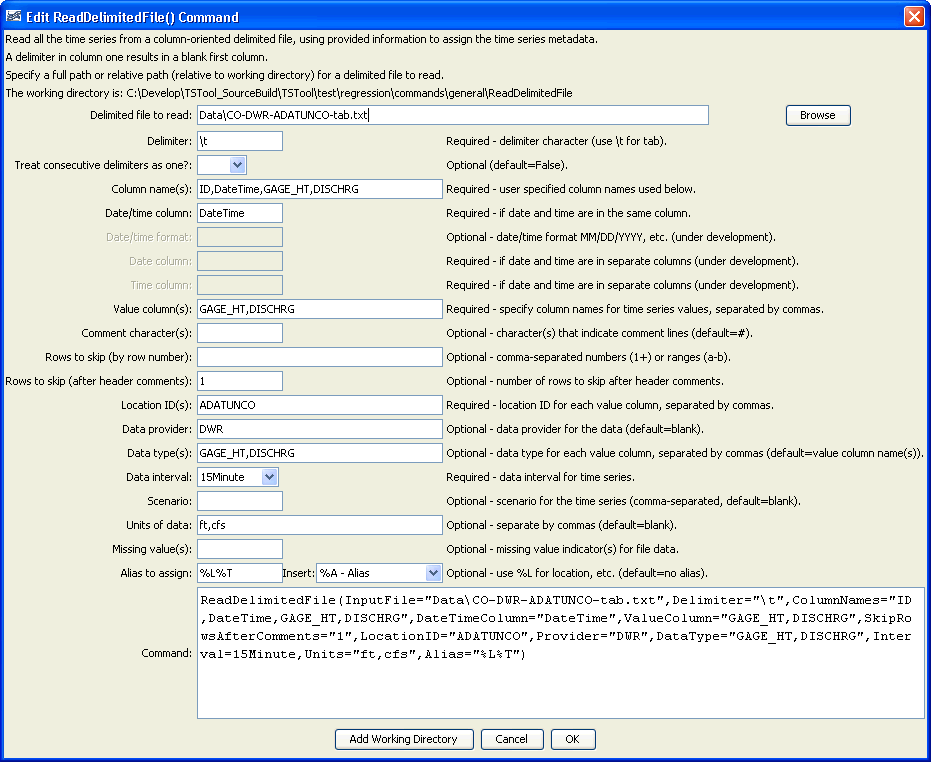 Edit ReadDelimitedFile() Command
Read all the time series from a column-oriented delimited file, using provided information to assign the time series metadata.
A delimiter in column one results in a blank first column.
Specify a full path or relative path (relative to working directory) for a delimited file to read.
The working directory is: C:\Develop\TSTool_SourceBuild\TSTool\test\regression\commands\general\ReadDelimitedFile
Delimited file to read: Data\CO-DWR-ADATUNCO-tab.txt Browse
Delimiter: \t Required - delimiter character (use \t for tab).
Treat consecutive delimiters as one?: Optional (default=False).
Column name(s): ID,DateTime,GAGE_HT,DISCHRG Required - user specified column names used below.
Date/time column: DateTime Required - if date and time are in the same column.
Date/time format: Optional - date/time format MM/DD/YYYY, etc. (under development).
Date column: Required - if date and time are in separate columns (under development).
Time column: Required - if date and time are in separate columns (under development).
Value column(s): GAGE_HT,DISCHRG Required - specify column names for time series values, separated by commas.
Comment character(s): Optional - character(s) that indicate comment lines (default=#).
Rows to skip (by row number): Optional - comma-separated numbers (1+) or ranges (a-b).
Rows to skip (after header comments): 1 Optional - number of rows to skip after header comments.
Location ID(s): ADATUNCO Required - location ID for each value column, separated by commas.
Data provider: DWR Optional - data provider for the data (default=blank).
Data type(s): GAGE_HT,DISCHRG Optional - data type for each value column, separated by commas (default=value column name(s)).
Data interval: 15Minute Required - data interval for time series.
Scenario: Optional - scenario for the time series (comma-separated, default=blank).
Units of data: ft,cfs Optional - separate by commas (default=blank).
Missing value(s): Optional - missing value indicator(s) for file data.
Alias to assign: %L%T Insert: %A - Alias Optional - use %L for location, etc. (default=no alias).
Command: ReadDelimitedFile(InputFile="Data\CO-DWR-ADATUNCO-tab.txt",Delimiter="\t",ColumnNames="ID
,DateTime,GAGE_HT,DISCHRG",DateTimeColumn="DateTime",ValueColumn="GAGE_HT,DISCHRG",SkipRo
wsAfterComments="1",LocationID="ADATUNCO",Provider="DWR",DataType="GAGE_HT,DISCHRG",Inter
val=15Minute,Units="ft,cfs",Alias="%L%T")
Add Working Directory Cancel OK